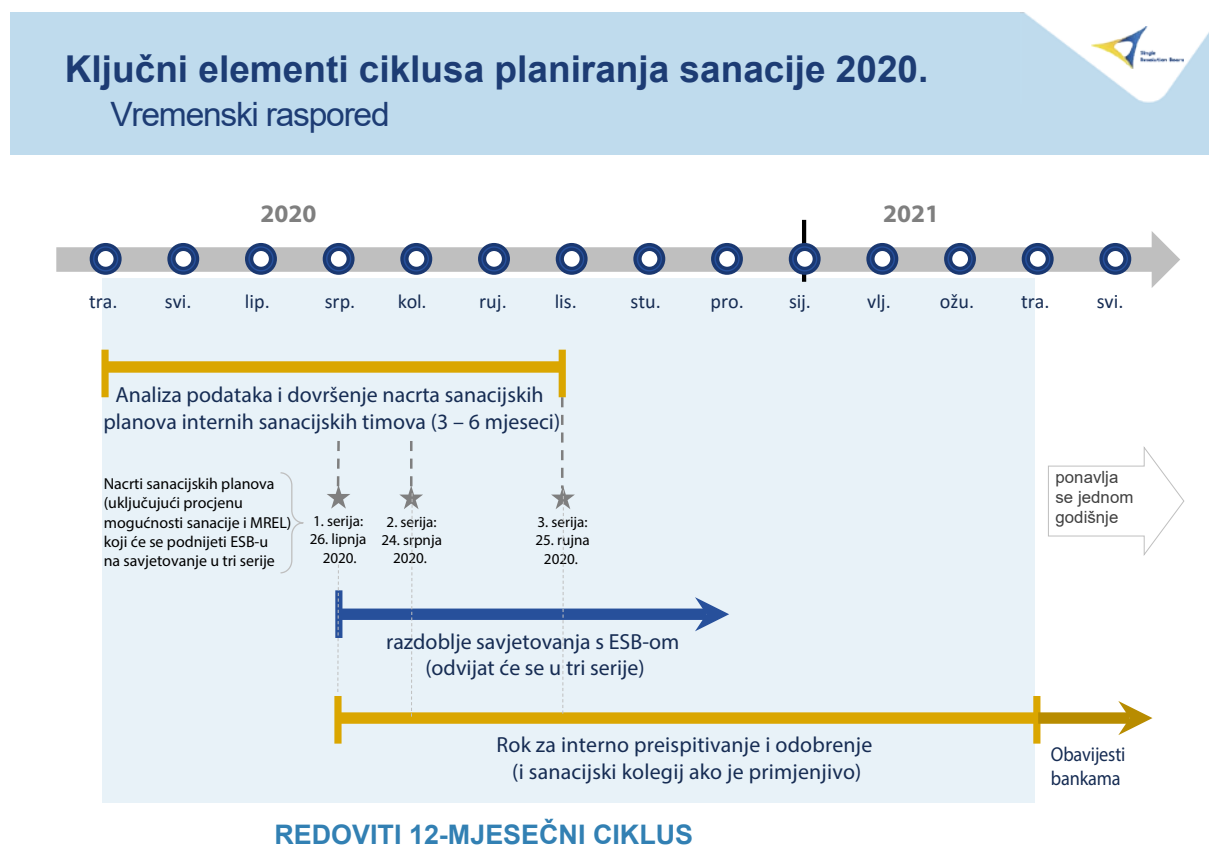 Ključni elementi ciklusa planiranja sanacije 2020.
Vremenski raspored
Single
Resolution Board
2020
2021
tra.
svi.
lip.
srp.
kol.
ruj.
lis.
stu.
pro.
sij.
vlj.
ožu.
tra.
svi.
Analiza podataka i dovršenje nacrta sanacijskih
planova internih sanacijskih timova (3 – 6 mjeseci)
Nacrti sanacijskih planova
(uključujući procjenu
mogućnosti sanacije i MREL)
koji će se podnijeti ESB-u
na savjetovanje u tri serije
1. serija:
26. lipnja
2020.
2. serija:
24. srpnja
2020.
3. serija:
25. rujna
2020.
ponavlja
se jednom
godišnje
razdoblje savjetovanja s ESB-om
(odvijat će se u tri serije)
Rok za interno preispitivanje i odobrenje
(i sanacijski kolegij ako je primjenjivo)
Obavijesti
bankama
REDOVITI 12-MJESEČNI CIKLUS